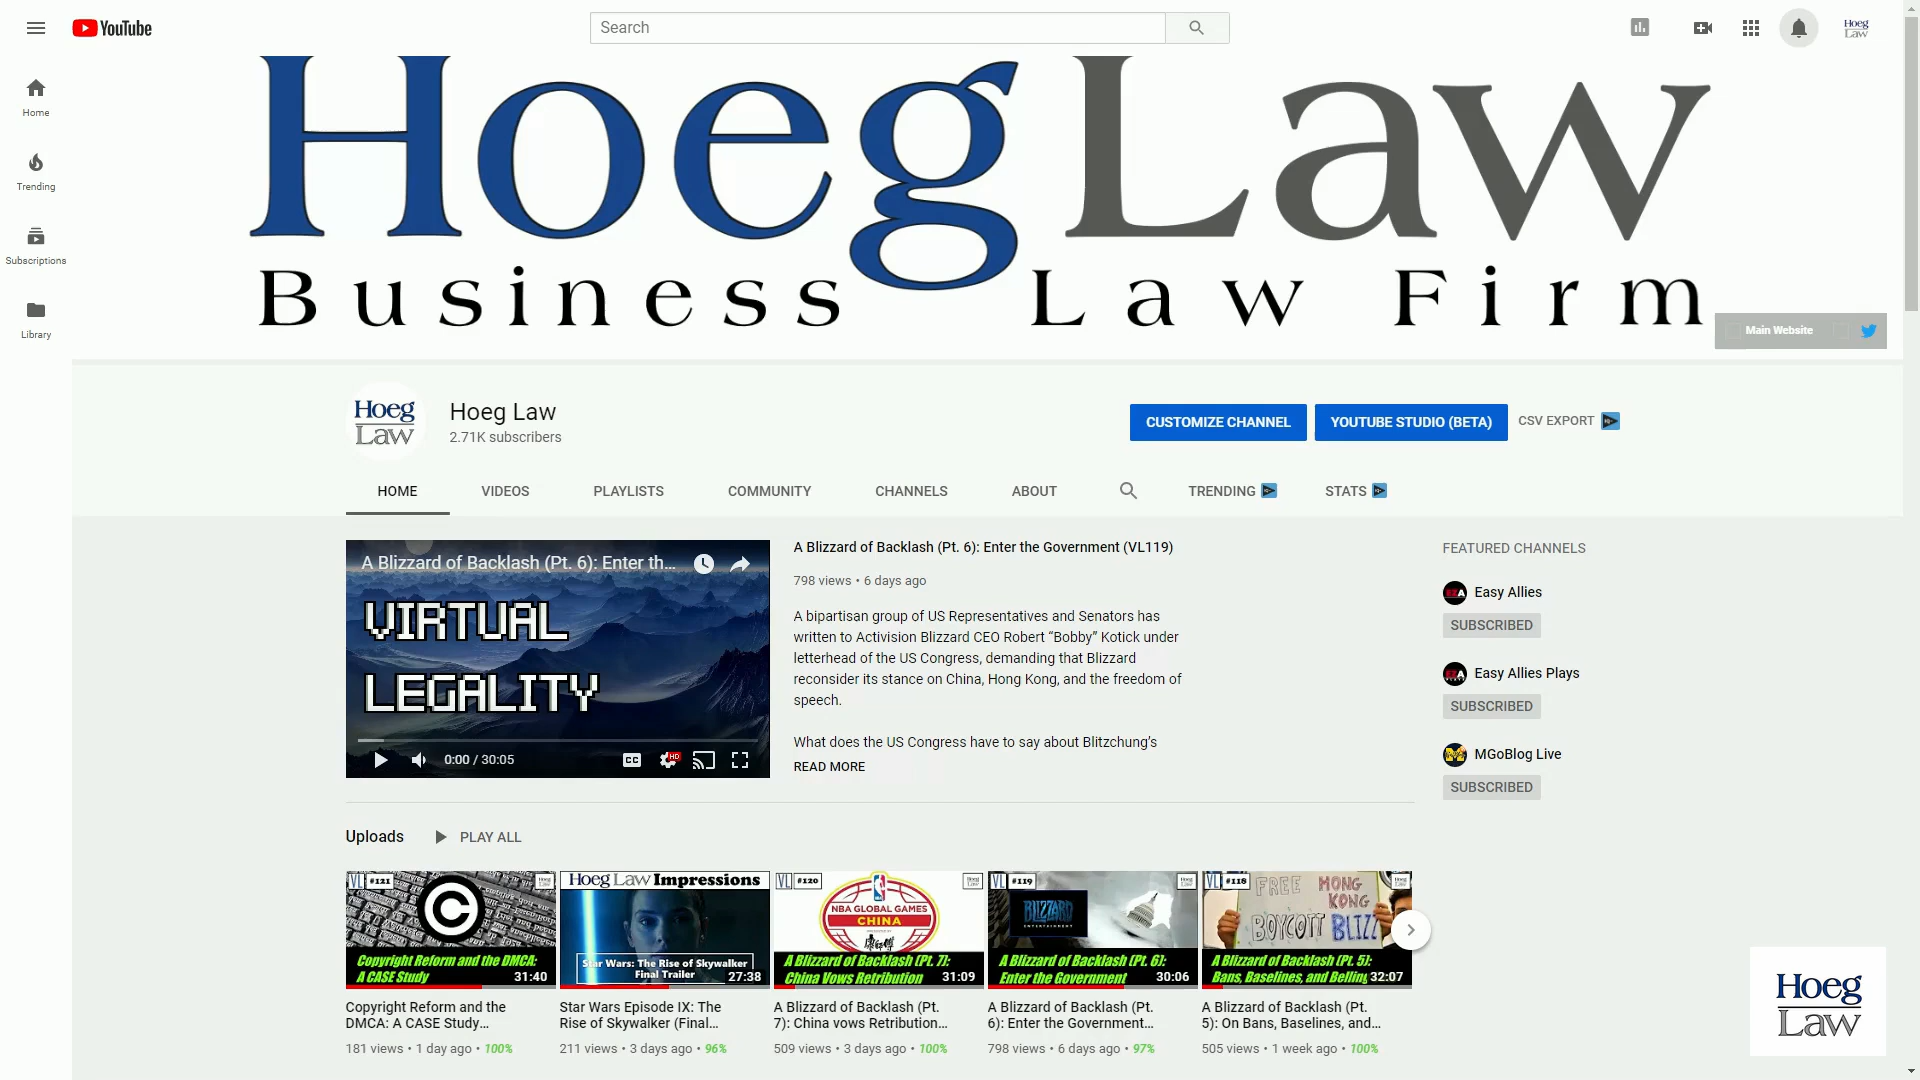 YouTube
Search
Hoeg
Law
Home
Trending
Subscriptions
Library
HoegLaw
Business Law Firm
Main Website
Hoeg
Law
Hoeg Law
2.71K subscribers
CUSTOMIZE CHANNEL
YOUTUBE STUDIO (BETA)
CSV EXPORT
HOME
VIDEOS
PLAYLISTS
COMMUNITY
CHANNELS
ABOUT
TRENDING
STATS
A Blizzard of Backlash (Pt. 6): Enter th...
VIRTUAL
LEGALITY
0:00 / 30:05
CC
HD
A Blizzard of Backlash (Pt. 6): Enter the Government (VL119)
798 views • 6 days ago
A bipartisan group of US Representatives and Senators has
written to Activision Blizzard CEO Robert “Bobby” Kotick under
letterhead of the US Congress, demanding that Blizzard
reconsider its stance on China, Hong Kong, and the freedom of
speech.
What does the US Congress have to say about Blitzchung’s
READ MORE
FEATURED CHANNELS
Easy Allies
SUBSCRIBED
Easy Allies Plays
SUBSCRIBED
MGoBlog Live
SUBSCRIBED
Uploads
PLAY ALL
VL #121
Copyright Reform and the DMCA:
A CASE Study
31:40
Copyright Reform and the
DMCA: A CASE Study...
181 views • 1 day ago • 100%
Hoeg Law Impressions
Star Wars: The Rise of Skywalker
Final Trailer
27:38
Star Wars Episode IX: The
Rise of Skywalker (Final...
211 views • 3 days ago • 96%
VL #120
NBA GLOBAL GAMES
CHINA
A Blizzard of Backlash (Pt. 7):
China Vows Retribution
31:09
A Blizzard of Backlash (Pt.
7): China vows Retribution...
509 views • 3 days ago • 100%
VL #119
BLIZZARD
ENTERTAINMENT
A Blizzard of Backlash (Pt. 6):
Enter the Government
30:06
A Blizzard of Backlash (Pt.
6): Enter the Government...
798 views • 6 days ago • 97%
VL #118
FREE HONG
KONG
BOYCOTT BLIZZ
A Blizzard of Backlash (Pt. 5):
Bans, Baselines, and Belling
32:07
A Blizzard of Backlash (Pt.
5): On Bans, Baselines, and...
505 views • 1 week ago • 100%
Hoeg
Law